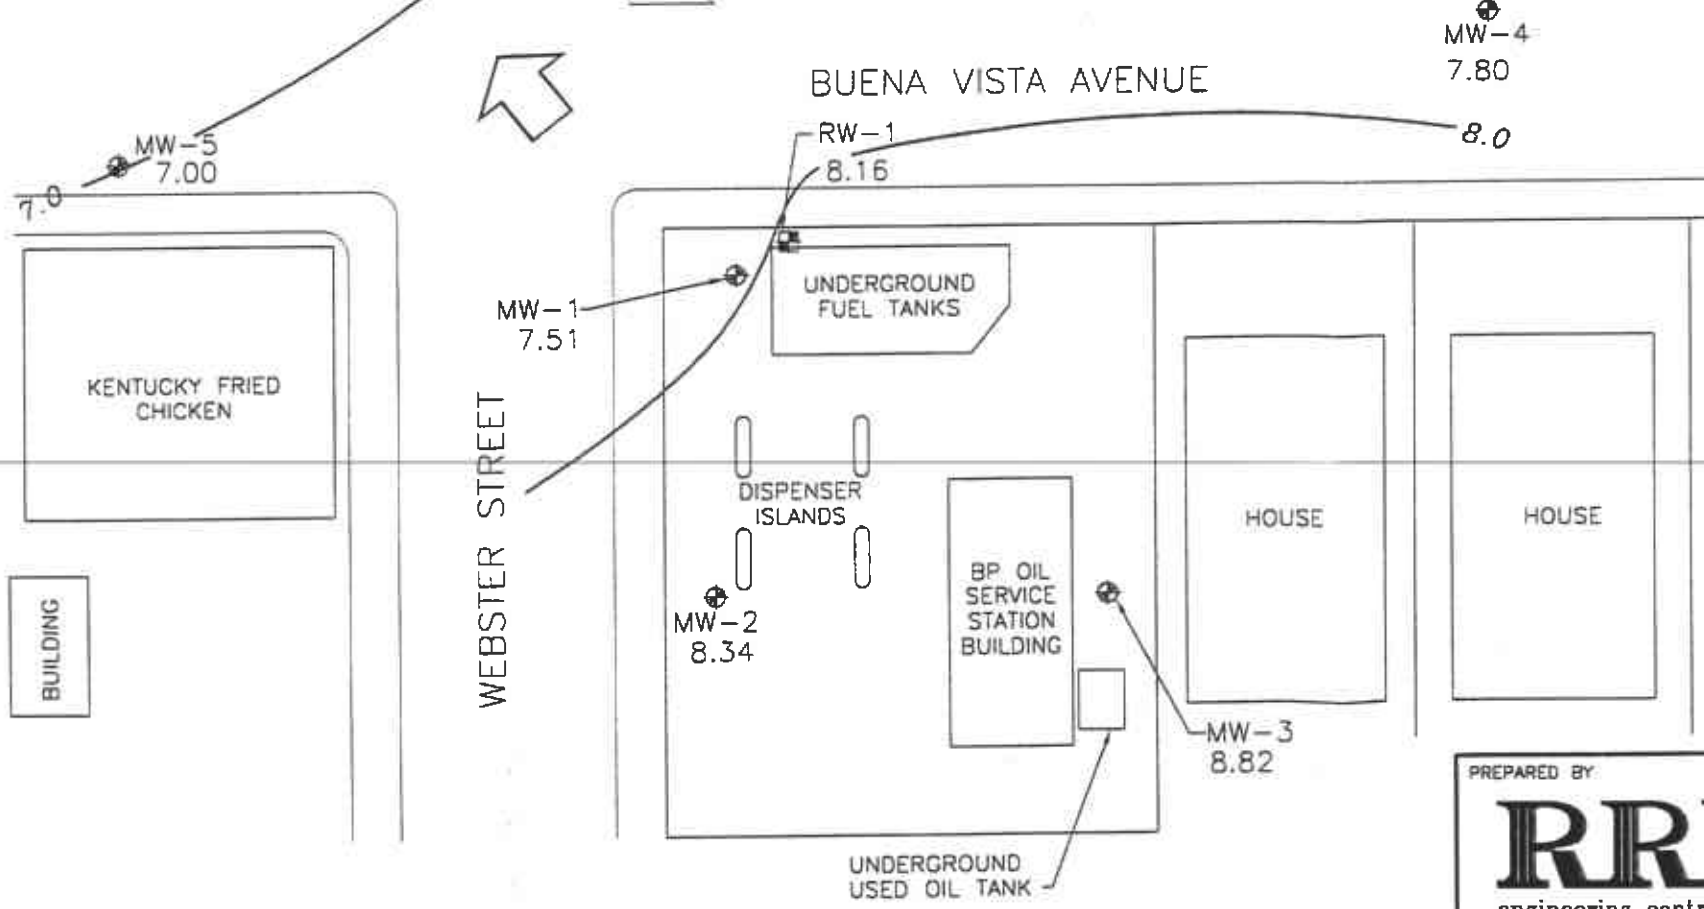 MW-4
7.80
BUENA VISTA AVENUE
RW-1
8.16
8.0
MW-5
7.00
7.0
MW-1
7.51
UNDERGROUND
FUEL TANKS
KENTUCKY FRIED
CHICKEN
WEBSTER STREET
DISPENSER
ISLANDS
HOUSE
HOUSE
BP OIL
SERVICE
STATION
BUILDING
BUILDING
MW-2
8.34
MW-3
8.82
UNDERGROUND
USED OIL TANK
PREPARED BY
RR